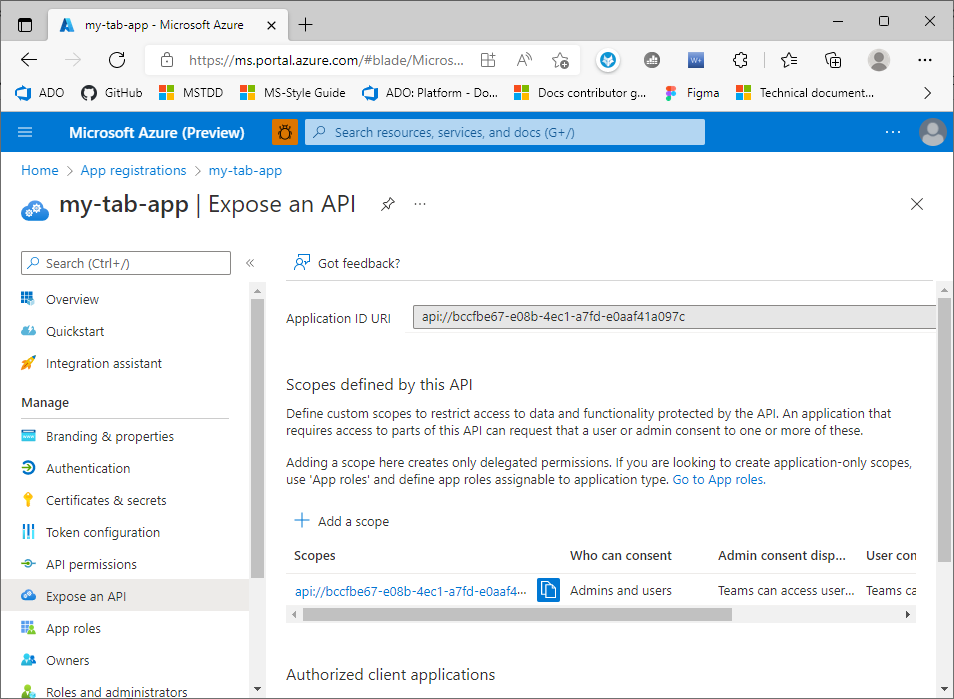 my-tab-app - Microsoft Azure
https://ms.portal.azure.com/#blade/Micros...
ADO
GitHub
MSTDD
MS-Style Guide
ADO: Platform - Do...
Docs contributor g...
Figma
Technical document...
Microsoft Azure (Preview)
Search resources, services, and docs (G+/)
Home > App registrations > my-tab-app
my-tab-app | Expose an API
Search (Ctrl+/)
Got feedback?
Overview
Quickstart
Integration assistant
Manage
Branding & properties
Authentication
Certificates & secrets
Token configuration
API permissions
Expose an API
App roles
Owners
Roles and administrators
Application ID URI
api://bccfbe67-e08b-4ec1-a7fd-e0aaf41a097c
Scopes defined by this API
Define custom scopes to restrict access to data and functionality protected by the API. An application that
requires access to parts of this API can request that a user or admin consent to one or more of these.
Adding a scope here creates only delegated permissions. If you are looking to create application-only scopes,
use 'App roles' and define app roles assignable to application type. Go to App roles.
Add a scope
Scopes Who can consent Admin consent disp... User con
api://bccfbe67-e08b-4ec1-a7fd-e0aaf4... Admins and users Teams can access user... Teams ca
Authorized client applications